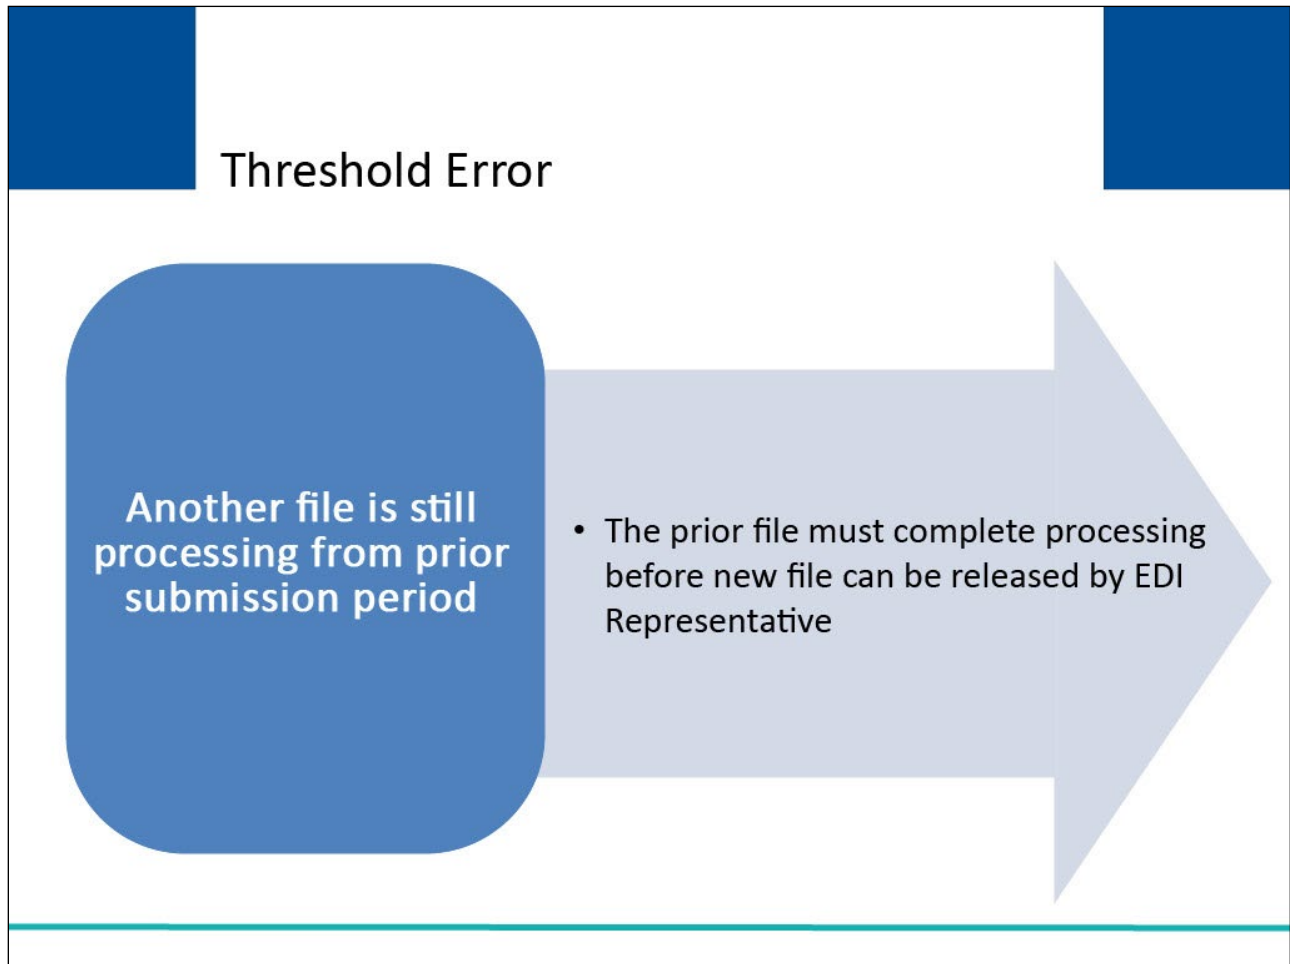 Threshold Error
Another file is still
processing from prior
submission period
• The prior file must complete processing
before new file can be released by EDI
Representative